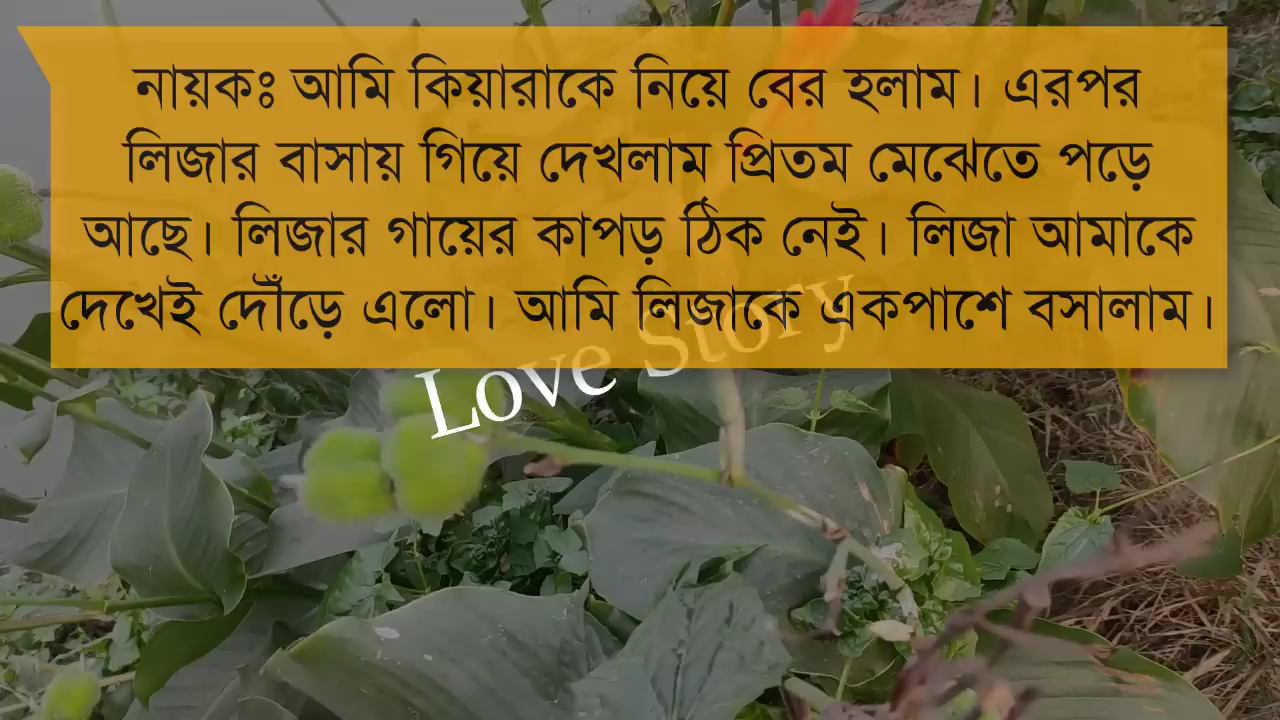 নায়কঃ আমি কিয়ারাকে নিয়ে বের হলাম। এরপর
লিজার বাসায় গিয়ে দেখলাম প্রিতম মেঝেতে পড়ে
আছে। লিজার গায়ের কাপড় ঠিক নেই। লিজা আমাকে
দেখেই দৌঁড়ে এলো। আমি লিজাকে একপাশে বসালাম।
Love Story